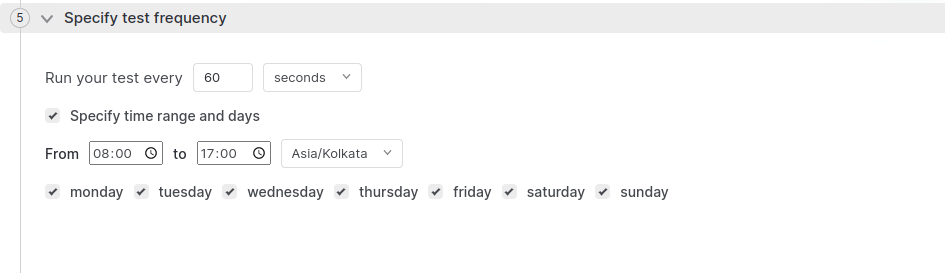 5 Specify test frequency
Run your test every 60 seconds
Specify time range and days
From 08:00 to 17:00 Asia/Kolkata
monday tuesday wednesday thursday friday saturday sunday